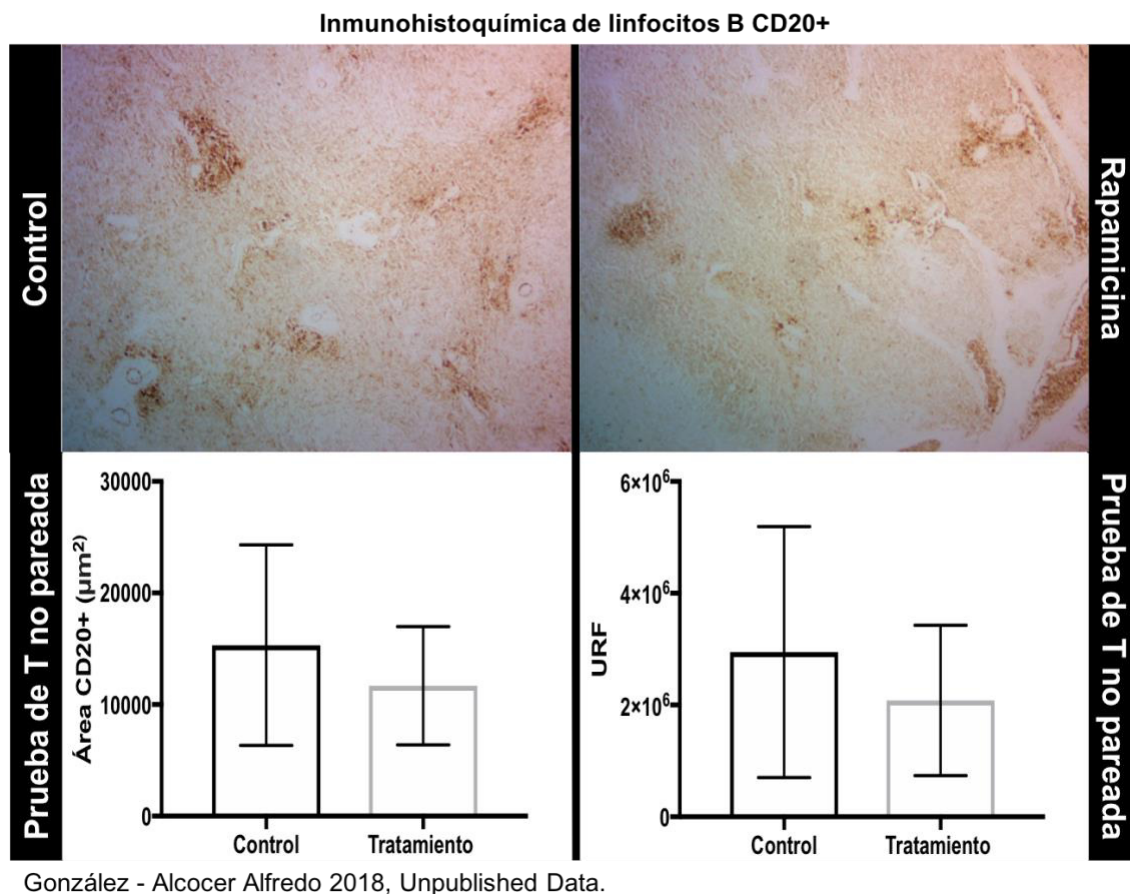 Inmunohistoquímica de linfocitos B CD20+
Control
Rapamicina
Prueba de T no pareada
Área CD20+ (µm²)
30000
20000
10000
0
Control
Tratamiento
URF
6×10⁶
4×10⁶
2×10⁶
0
Control
Tratamiento
Prueba de T no pareada
González - Alcocer Alfredo 2018, Unpublished Data.